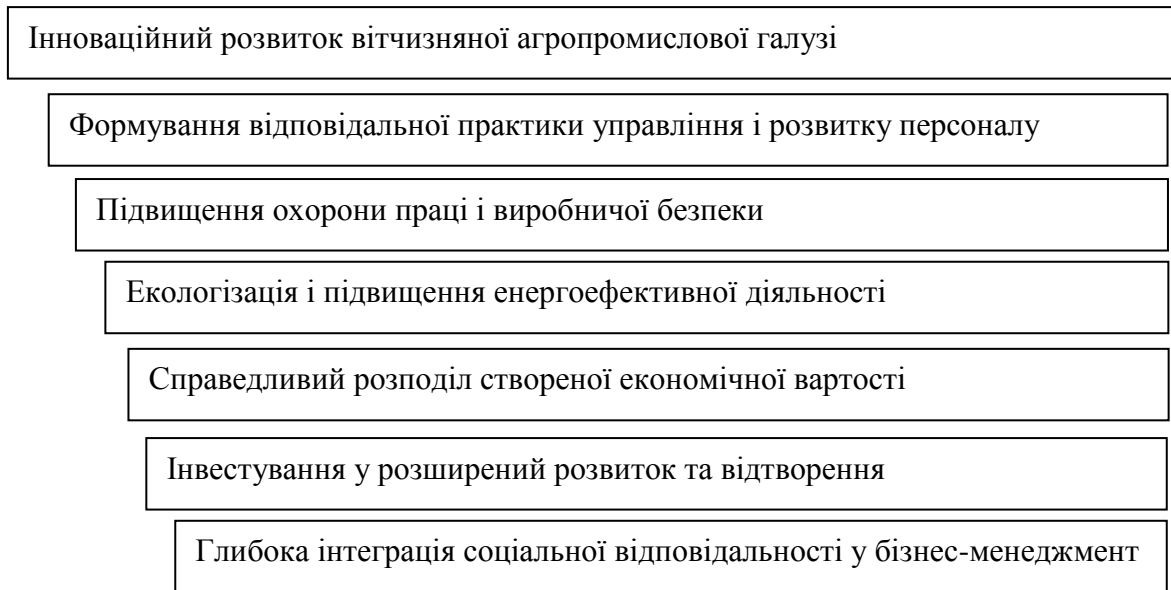 Інноваційний розвиток вітчизняної агропромислової галузі
Формування відповідальної практики управління і розвитку персоналу
Підвищення охорони праці і виробничої безпеки
Екологізація і підвищення енергоефективної діяльності
Справедливий розподіл створеної економічної вартості
Інвестування у розширений розвиток та відтворення
Глибока інтеграція соціальної відповідальності у бізнес-менеджмент